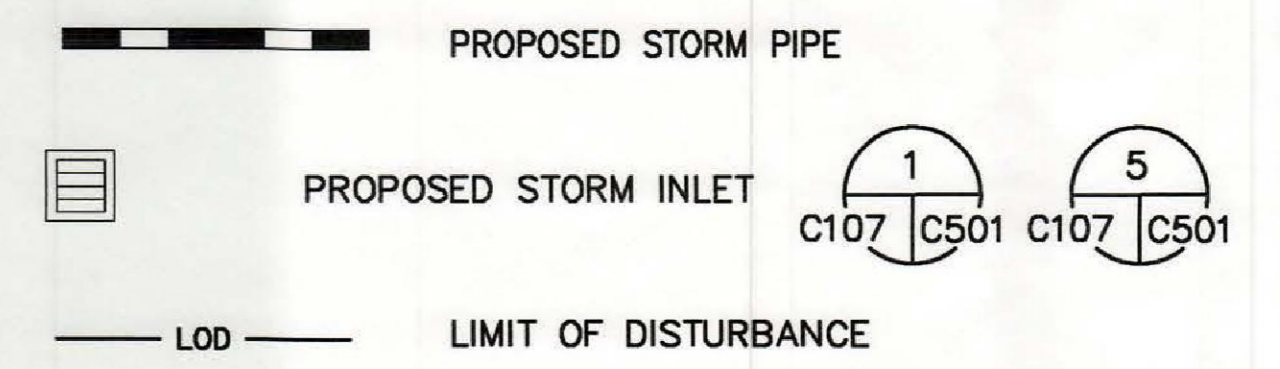 PROPOSED STORM PIPE
PROPOSED STORM INLET
1
C107 C501
5
C107 C501
LOD
LIMIT OF DISTURBANCE